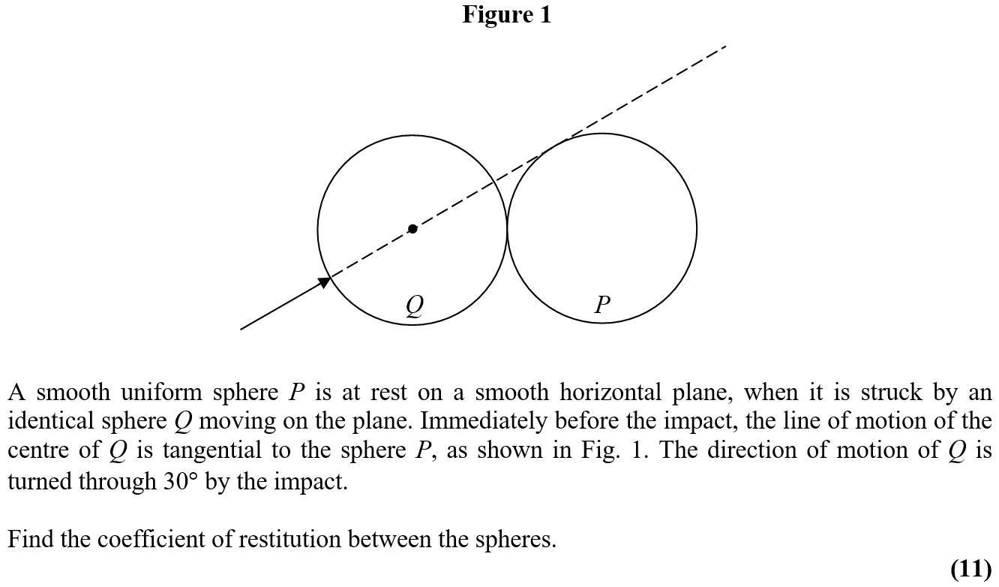 Figure 1
Q
P
A smooth uniform sphere P is at rest on a smooth horizontal plane, when it is struck by an
identical sphere Q moving on the plane. Immediately before the impact, the line of motion of the
centre of Q is tangential to the sphere P, as shown in Fig. 1. The direction of motion of Q is
turned through 30° by the impact.
Find the coefficient of restitution between the spheres.
(11)